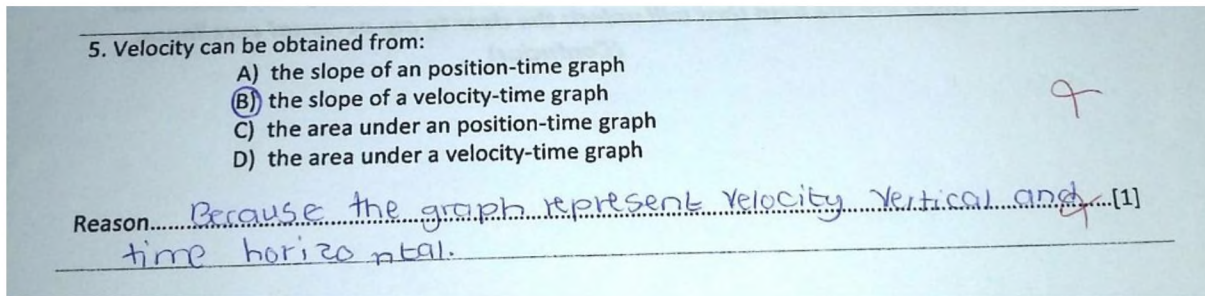 5. Velocity can be obtained from:
A) the slope of an position-time graph
B) the slope of a velocity-time graph
C) the area under an position-time graph
D) the area under a velocity-time graph
Reason.......Because the graph represent velocity vertical and....[1]
time horizontal.